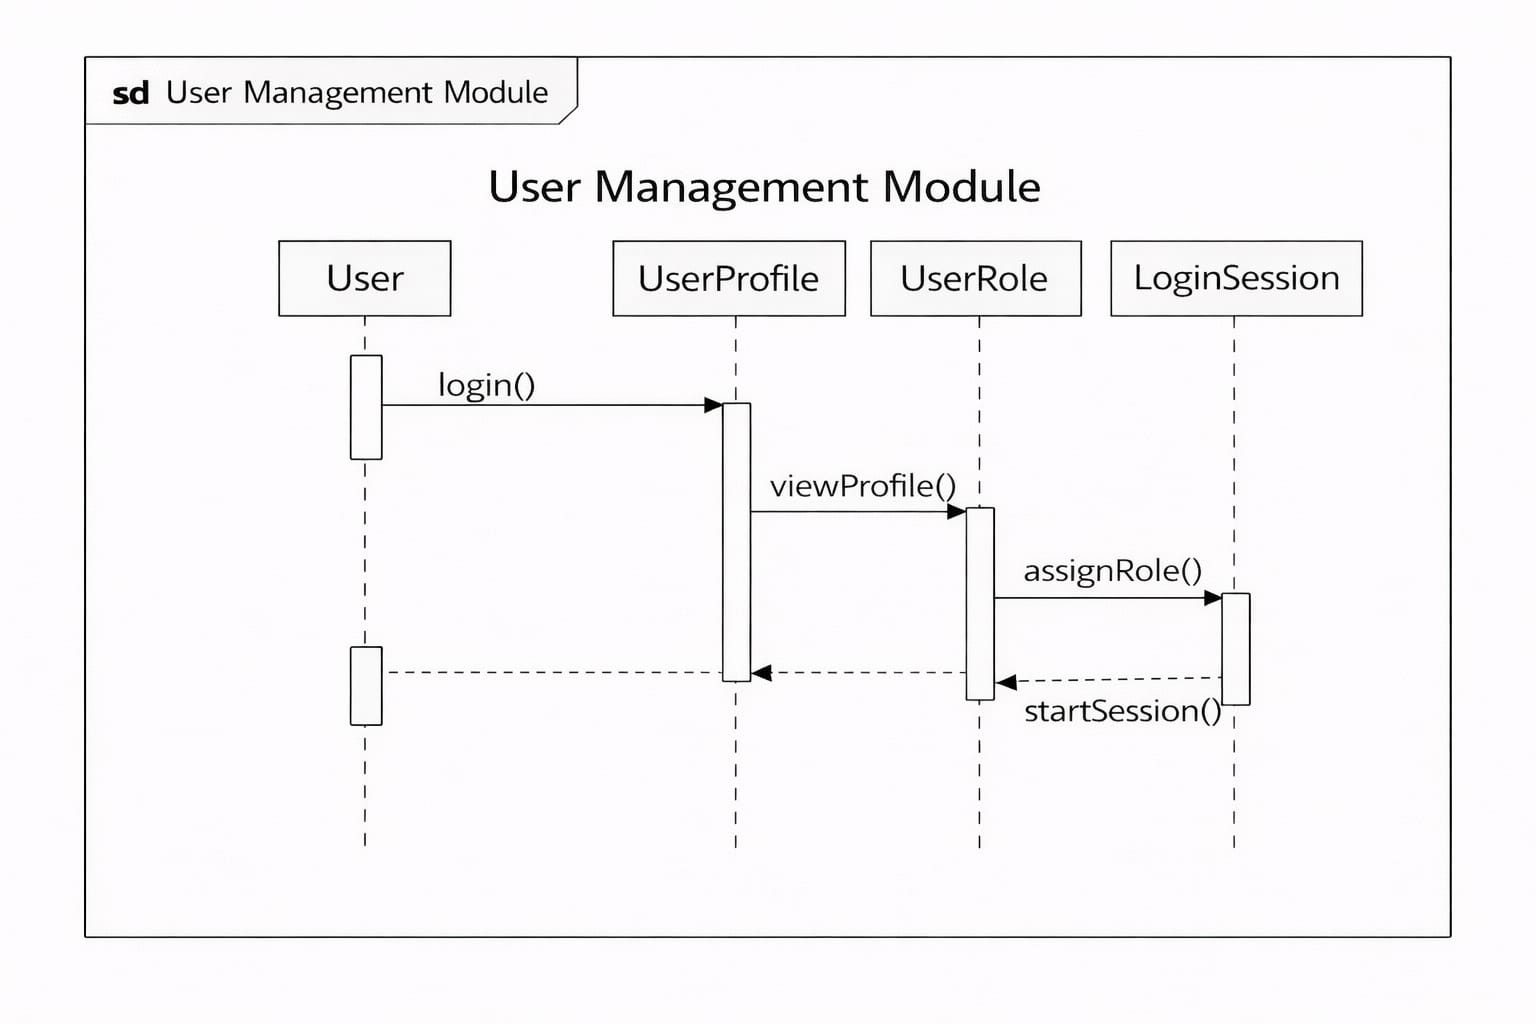 sd User Management Module
User Management Module
User
UserProfile
UserRole
LoginSession
login()
viewProfile()
assignRole()
startSession()